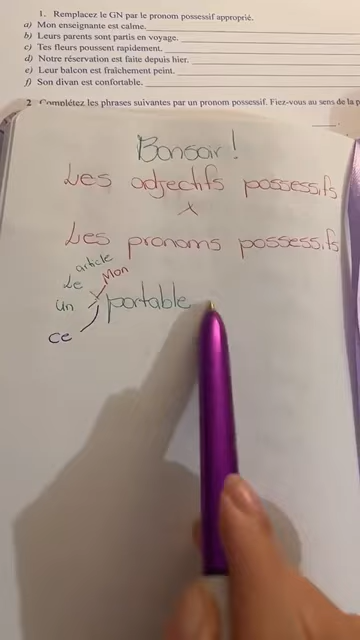 1. Remplacez le GN par le pronom possessif approprié.
a) Mon enseignante est calme.
b) Leurs parents sont partis en voyage.
c) Tes fleurs poussent rapidement.
d) Notre réservation est faite depuis hier.
e) Leur balcon est fraîchement peint.
f) Son divan est confortable.
2 Complétez les phrases suivantes par un pronom possessif. Fiez-vous au sens de la
Bonsoir!
Les adjectifs possessifs
x
Les pronoms possessifs
article
Le Mon
un portable
ce